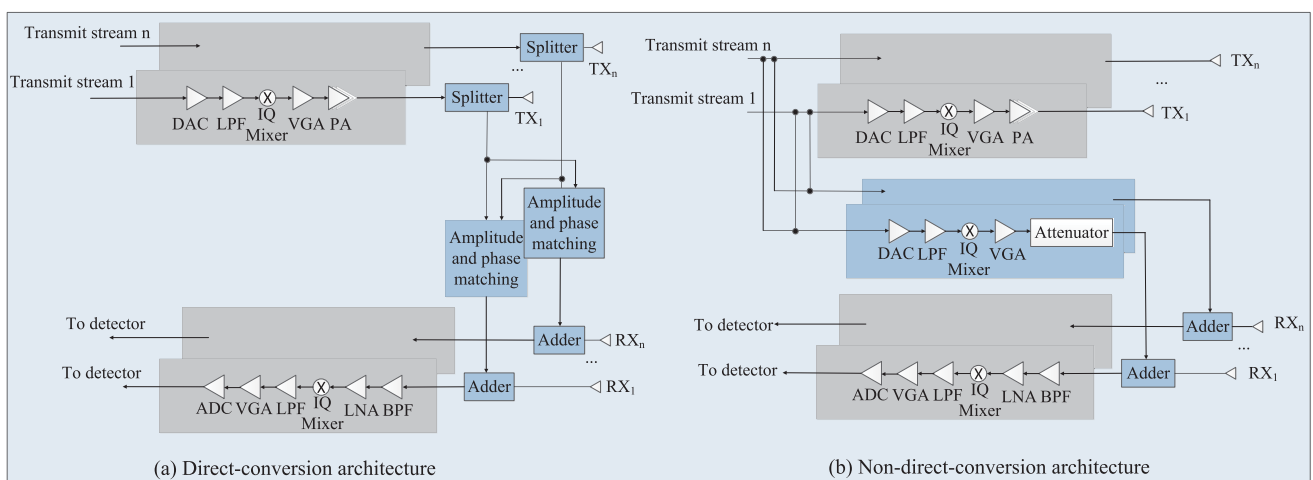 Transmit stream n
Splitter
TXn
...
Transmit stream 1
Splitter
TX1
DAC LPF IQ Mixer VGA PA
Amplitude
and phase
matching
Amplitude
and phase
matching
To detector
Adder
RXn
...
To detector
Adder
RX1
ADC VGA LPF IQ Mixer LNA BPF
(a) Direct-conversion architecture
Transmit stream n
TXn
...
Transmit stream 1
TX1
DAC LPF IQ Mixer VGA PA
DAC LPF IQ Mixer VGA
Attenuator
To detector
Adder
RXn
...
To detector
Adder
RX1
ADC VGA LPF IQ Mixer LNA BPF
(b) Non-direct-conversion architecture